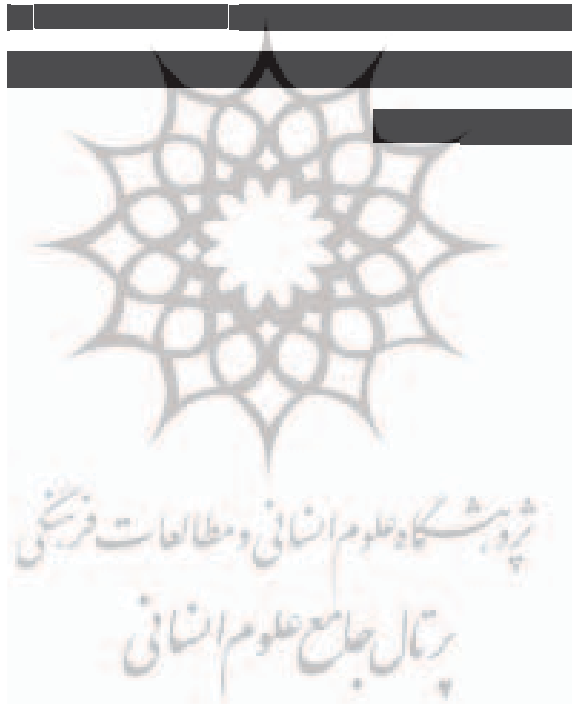 پژوهشگاه علوم انسانی و مطالعات فرهنگی
پرتال جامع علوم انسانی